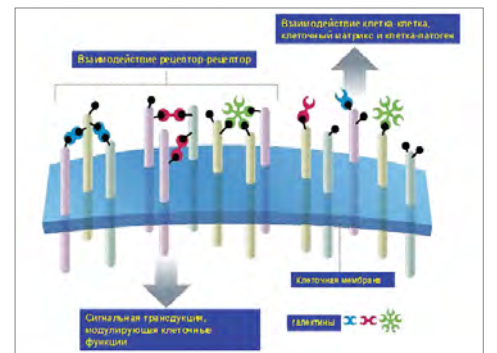 Взаимодействие клетка-клетка,
клеточный матрикс и клетка-патоген
Взаимодействие рецептор-рецептор
Клеточная мембрана
Сигнальная трансдукция,
модулирующая клеточные
функции
галектины